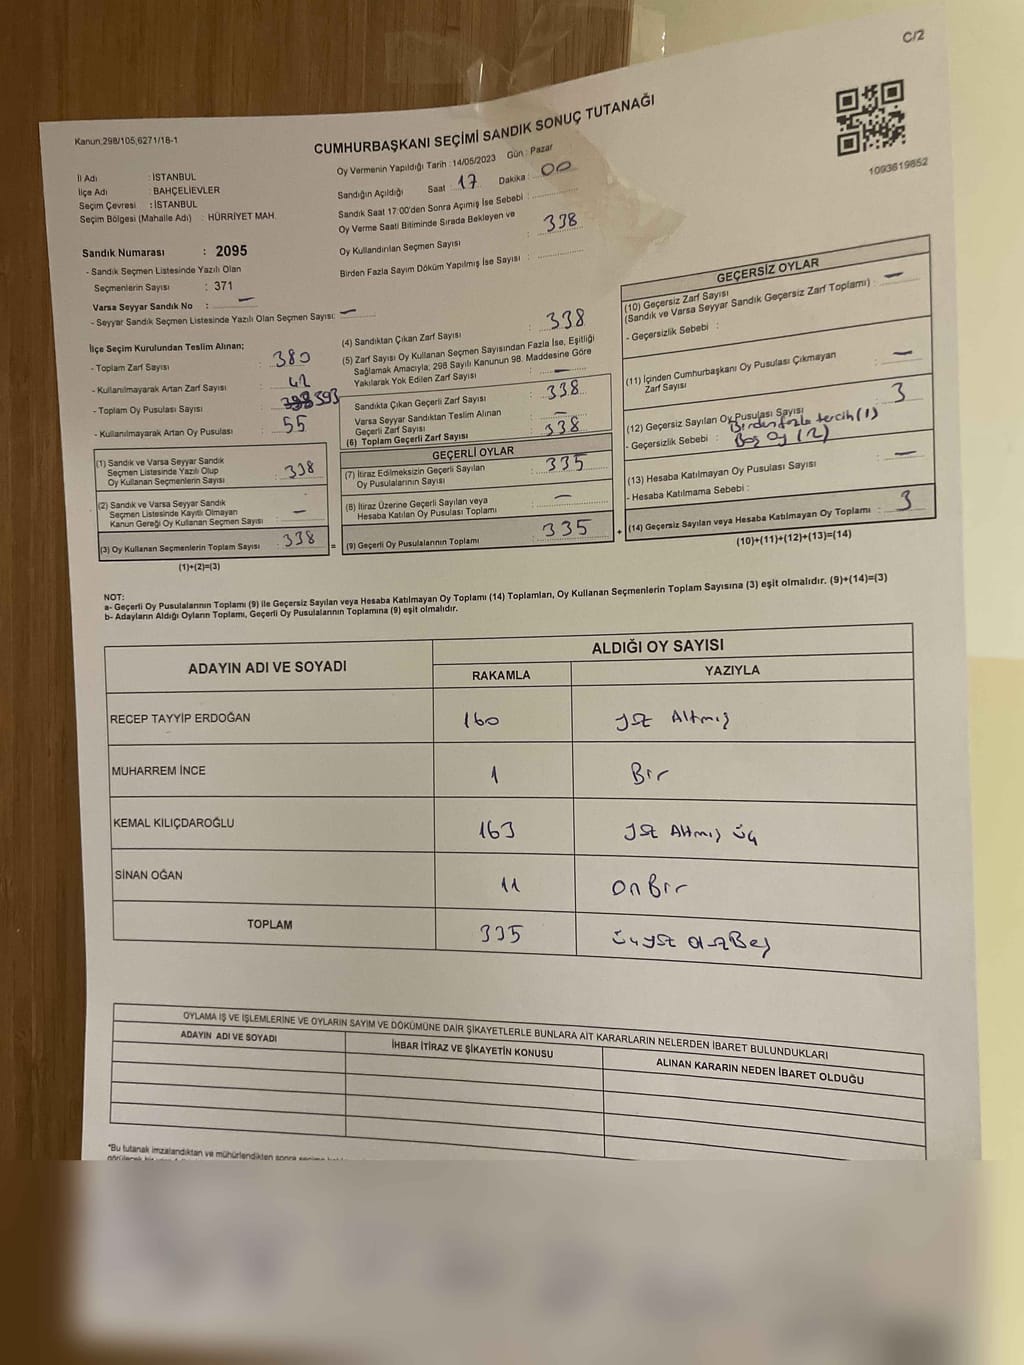 C/2
Kanun;298/105,6271/18-1
CUMHURBAŞKANI SEÇİMİ SANDIK SONUÇ TUTANAĞI
1093619852
İl Adı : İSTANBUL
İlçe Adı : BAHÇELİEVLER
Seçim Çevresi : İSTANBUL
Seçim Bölgesi (Mahalle Adı) : HÜRRİYET MAH.
Sandık Numarası : 2095
- Sandık Seçmen Listesinde Yazılı Olan
Seçmenlerin Sayısı : 371
Varsa Seyyar Sandık No : —
- Seyyar Sandık Seçmen Listesinde Yazılı Olan Seçmen Sayısı: —
Oy Vermenin Yapıldığı Tarih : 14/05/2023 Gün : Pazar
Sandığın Açıldığı Saat : 17 Dakika : 00
Sandık Saat 17:00'den Sonra Açımış İse Sebebi :
Oy Verme Saati Bitiminde Sırada Bekleyen ve
Oy Kullandırılan Seçmen Sayısı : 338
Birden Fazla Sayım Döküm Yapılmış İse Sayısı :
İlçe Seçim Kurulundan Teslim Alınan;
- Toplam Zarf Sayısı : 380
- Kullanılmayarak Artan Zarf Sayısı : 42
- Toplam Oy Pusulası Sayısı : 393
- Kullanılmayarak Artan Oy Pusulası : 55
(1) Sandık ve Varsa Seyyar Sandık
Seçmen Listesinde Yazılı Olup
Oy Kullanan Seçmenlerin Sayısı : 338
(2) Sandık ve Varsa Seyyar Sandık
Seçmen Listesinde Kayıtlı Olmayan
Kanun Gereği Oy Kullanan Seçmen Sayısı : —
(3) Oy Kullanan Seçmenlerin Toplam Sayısı : 338
(1)+(2)=(3)
(4) Sandıktan Çıkan Zarf Sayısı : 338
(5) Zarf Sayısı Oy Kullanan Seçmen Sayısından Fazla İse, Eşitliği
Sağlamak Amacıyla; 298 Sayılı Kanunun 98. Maddesine Göre
Yakılarak Yok Edilen Zarf Sayısı : —
Sandıkta Çıkan Geçerli Zarf Sayısı : 338
Varsa Seyyar Sandıktan Teslim Alınan
Geçerli Zarf Sayısı : —
(6) Toplam Geçerli Zarf Sayısı : 338
GEÇERLİ OYLAR
(7) İtiraz Edilmeksizin Geçerli Sayılan
Oy Pusulalarının Sayısı : 335
(8) İtiraz Üzerine Geçerli Sayılan veya
Hesaba Katılan Oy Pusulası Toplamı : —
= (9) Geçerli Oy Pusulalarının Toplamı : 335 +
GEÇERSİZ OYLAR
(10) Geçersiz Zarf Sayısı
(Sandık ve Varsa Seyyar Sandık Geçersiz Zarf Toplamı) : —
- Geçersizlik Sebebi :
(11) İçinden Cumhurbaşkanı Oy Pusulası Çıkmayan
Zarf Sayısı : —
(12) Geçersiz Sayılan Oy Pusulası Sayısı : 3
- Geçersizlik Sebebi : Birden fazla tercih (1)
Boş Oy (2)
(13) Hesaba Katılmayan Oy Pusulası Sayısı : —
- Hesaba Katılmama Sebebi :
(14) Geçersiz Sayılan veya Hesaba Katılmayan Oy Toplamı : 3
(10)+(11)+(12)+(13)=(14)
NOT:
a- Geçerli Oy Pusulalarının Toplamı (9) ile Geçersiz Sayılan veya Hesaba Katılmayan Oy Toplamı (14) Toplamları, Oy Kullanan Seçmenlerin Toplam Sayısına (3) eşit olmalıdır. (9)+(14)=(3)
b- Adayların Aldığı Oyların Toplamı, Geçerli Oy Pusulalarının Toplamına (9) eşit olmalıdır.
ADAYIN ADI VE SOYADI
ALDIĞI OY SAYISI
RAKAMLA YAZIYLA
RECEP TAYYİP ERDOĞAN 160 Yüz Altmış
MUHARREM İNCE 1 Bir
KEMAL KILIÇDAROĞLU 163 Yüz Altmış üç
SİNAN OĞAN 11 On Bir
TOPLAM 335 üçyüz otuzBeş
OYLAMA İŞ VE İŞLEMLERİNE VE OYLARIN SAYIM VE DÖKÜMÜNE DAİR ŞİKAYETLERLE BUNLARA AİT KARARLARIN NELERDEN İBARET BULUNDUKLARI
ADAYIN ADI VE SOYADI İHBAR İTİRAZ VE ŞİKAYETİN KONUSU ALINAN KARARIN NEDEN İBARET OLDUĞU
*Bu tutanak imzalandıktan ve mühürlendikten sonra